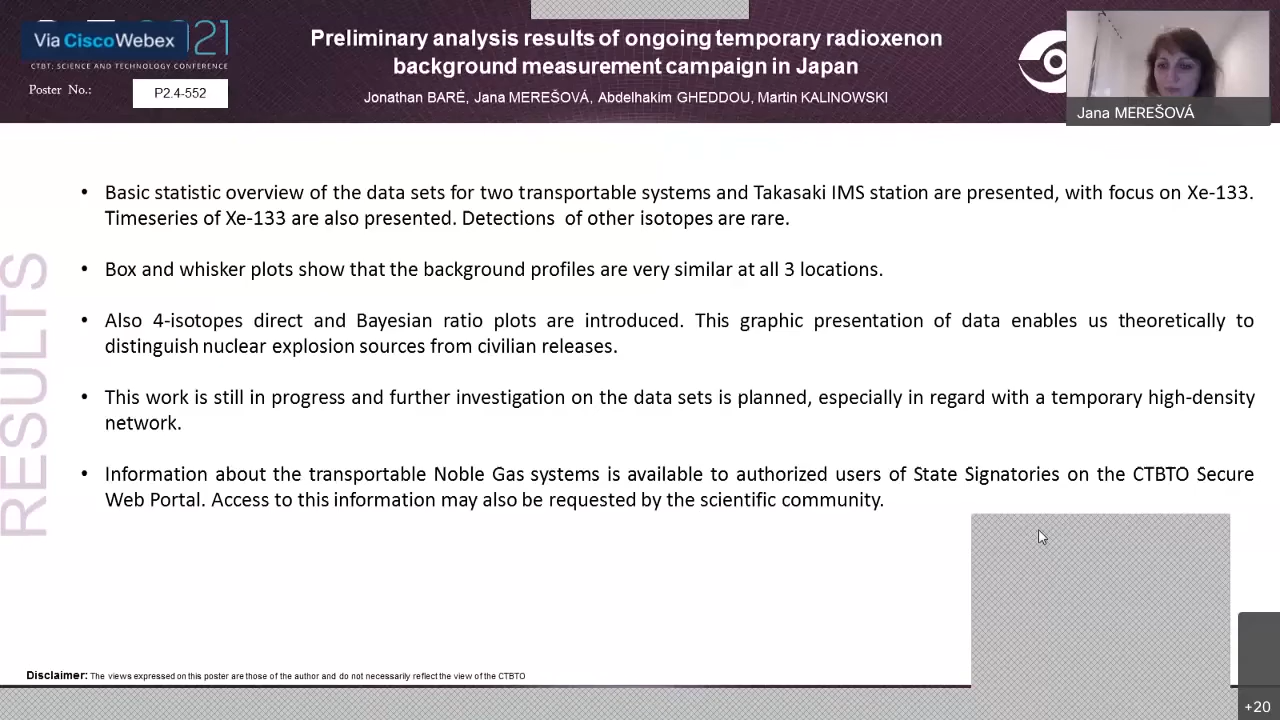 Via CiscoWebex
21
CTBT: SCIENCE AND TECHNOLOGY CONFERENCE
Poster No.:
P2.4-552
Preliminary analysis results of ongoing temporary radioxenon
background measurement campaign in Japan
Jonathan BARÉ, Jana MEREŠOVÁ, Abdelhakim GHEDDOU, Martin KALINOWSKI
Jana MEREŠOVÁ
RESULTS
• Basic statistic overview of the data sets for two transportable systems and Takasaki IMS station are presented, with focus on Xe-133.
Timeseries of Xe-133 are also presented. Detections of other isotopes are rare.
• Box and whisker plots show that the background profiles are very similar at all 3 locations.
• Also 4-isotopes direct and Bayesian ratio plots are introduced. This graphic presentation of data enables us theoretically to
distinguish nuclear explosion sources from civilian releases.
• This work is still in progress and further investigation on the data sets is planned, especially in regard with a temporary high-density
network.
• Information about the transportable Noble Gas systems is available to authorized users of State Signatories on the CTBTO Secure
Web Portal. Access to this information may also be requested by the scientific community.
Disclaimer: The views expressed on this poster are those of the author and do not necessarily reflect the view of the CTBTO
+20